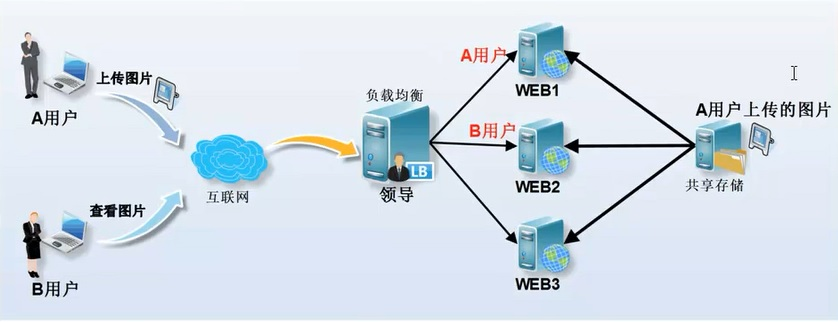 上传图片
A用户
查看图片
B用户
互联网
负载均衡
LB
领导
A用户
WEB1
B用户
WEB2
WEB3
A用户上传的图片
共享存储